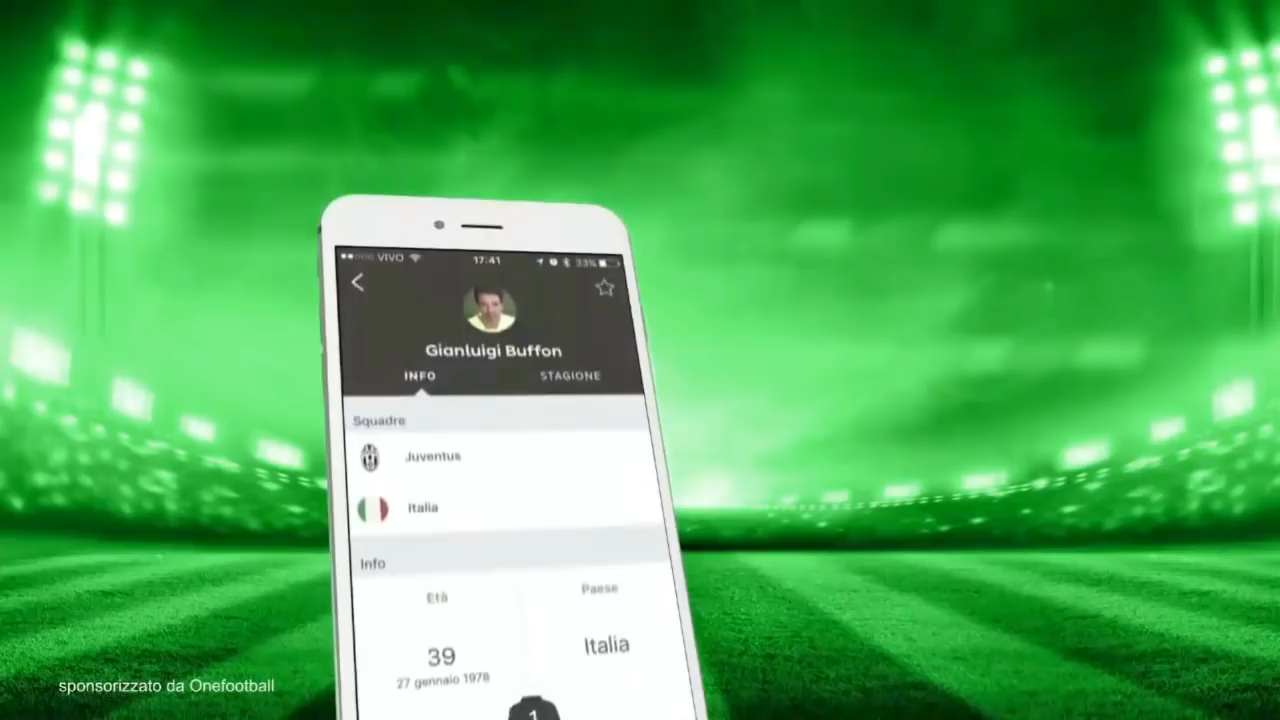 VIVO 17:41 33%
Gianluigi Buffon
INFO STAGIONE
Squadre
Juventus
Italia
Info
Età Paese
39 Italia
27 gennaio 1978
1
sponsorizzato da Onefootball